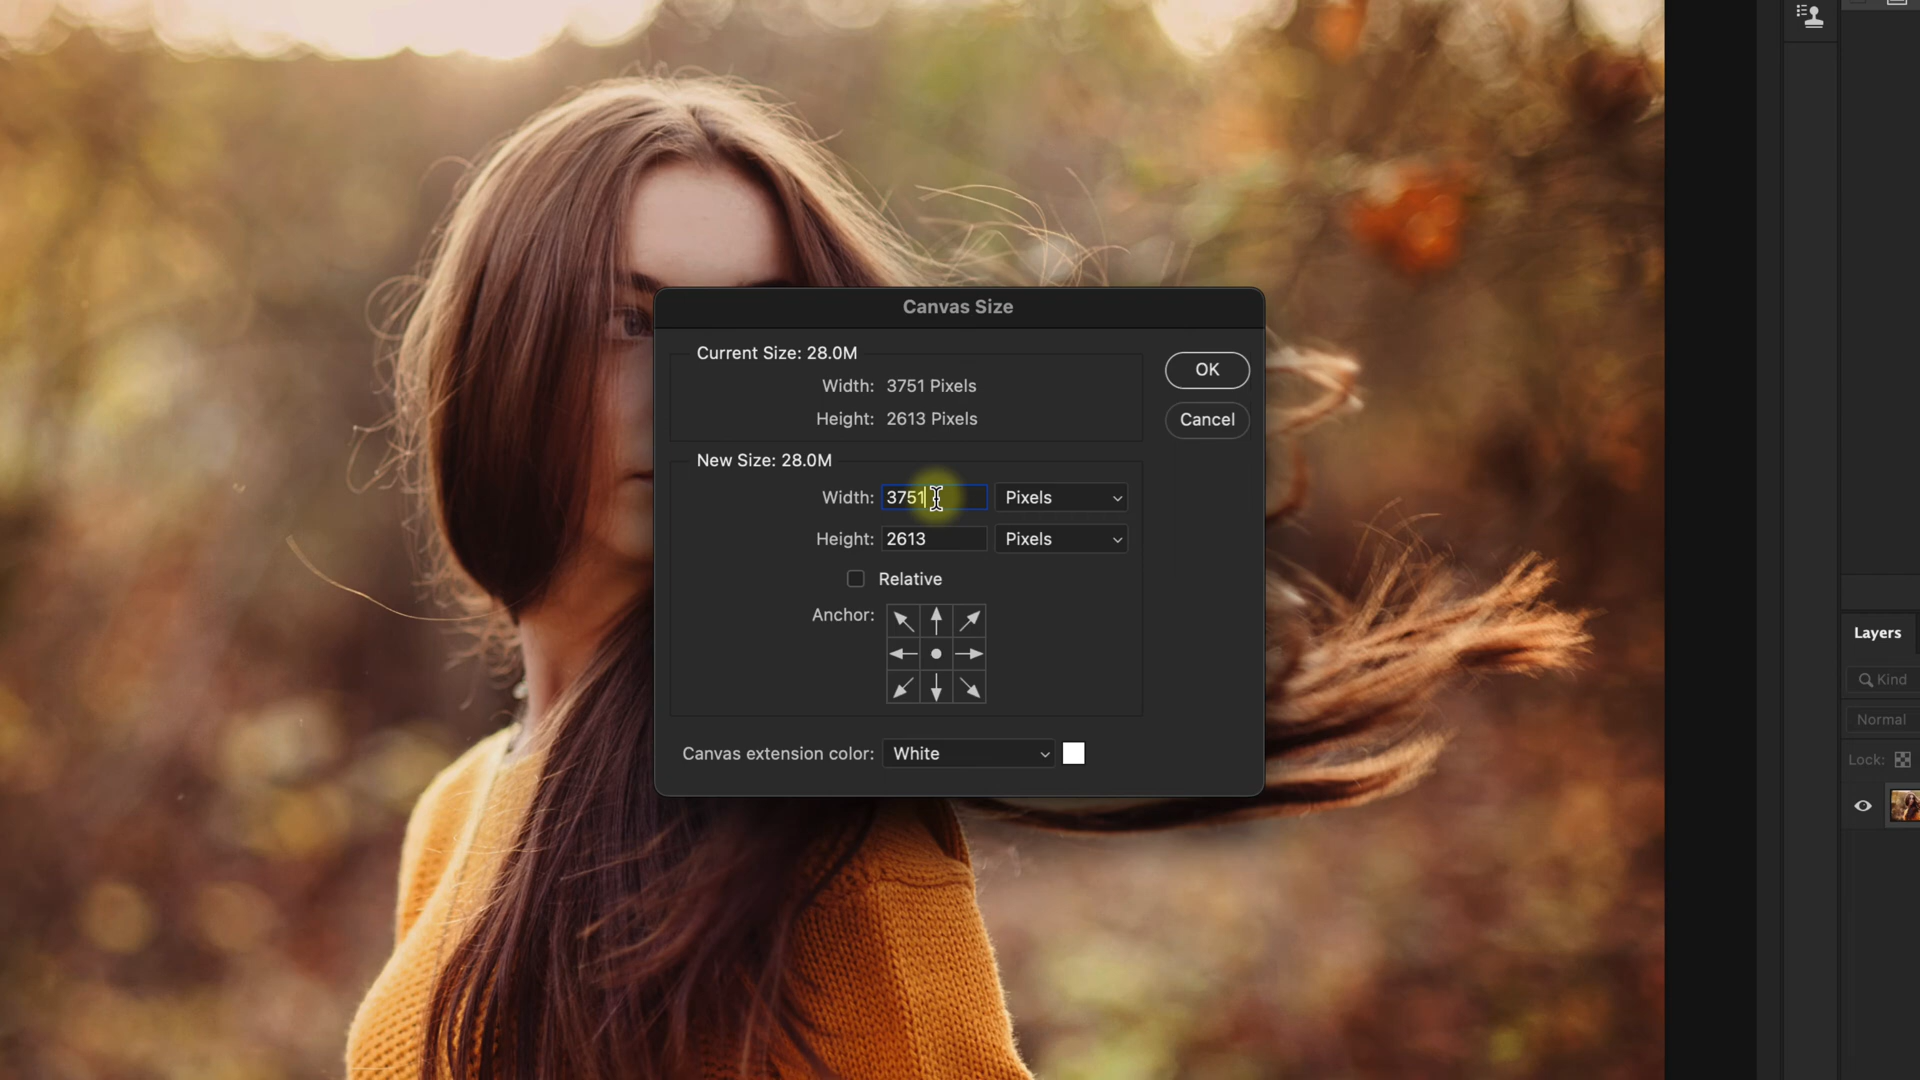 Canvas Size
Current Size: 28.0M
Width: 3751 Pixels
Height: 2613 Pixels
OK
Cancel
New Size: 28.0M
Width: 3751 Pixels
Height: 2613 Pixels
Relative
Anchor:
Canvas extension color: White
Layers
Kind
Normal
Lock: